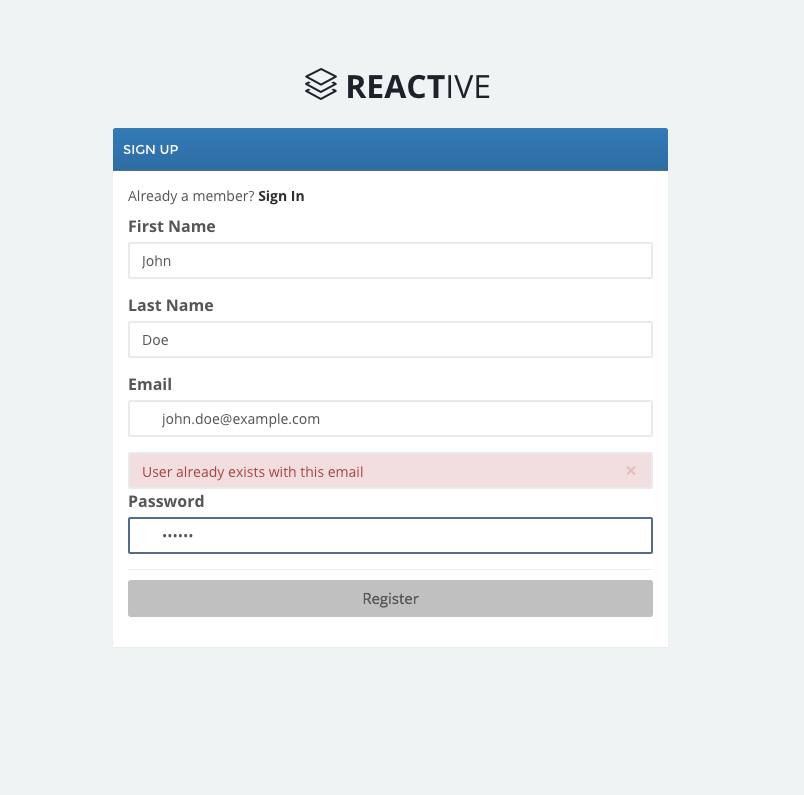 REACTIVE
SIGN UP
Already a member? Sign In
First Name
John
Last Name
Doe
Email
john.doe@example.com
User already exists with this email ×
Password
••••••
Register